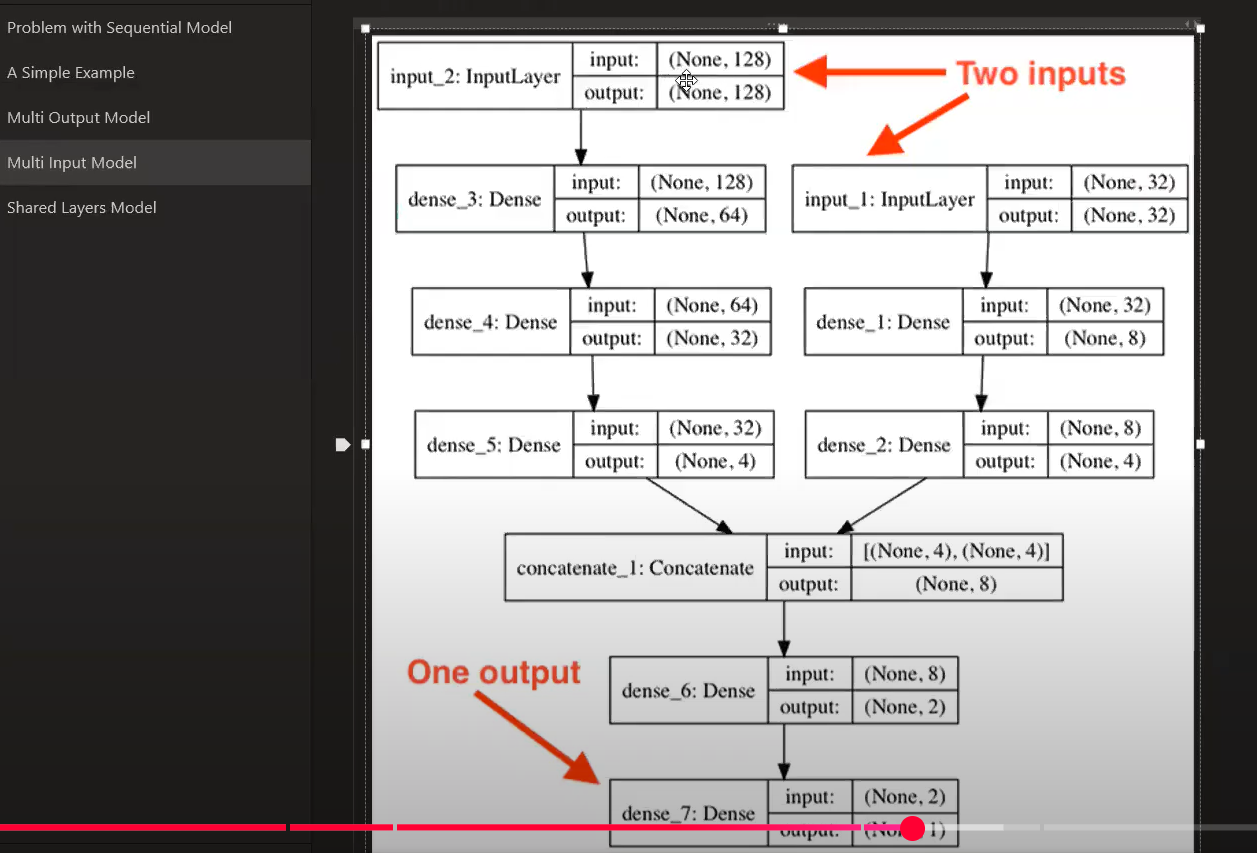 Problem with Sequential Model
A Simple Example
Multi Output Model
Multi Input Model
Shared Layers Model
input_2: InputLayer
input: (None, 128)
output: (None, 128)
Two inputs
dense_3: Dense
input: (None, 128)
output: (None, 64)
input_1: InputLayer
input: (None, 32)
output: (None, 32)
dense_4: Dense
input: (None, 64)
output: (None, 32)
dense_1: Dense
input: (None, 32)
output: (None, 8)
dense_5: Dense
input: (None, 32)
output: (None, 4)
dense_2: Dense
input: (None, 8)
output: (None, 4)
concatenate_1: Concatenate
input: [(None, 4), (None, 4)]
output: (None, 8)
One output
dense_6: Dense
input: (None, 8)
output: (None, 2)
dense_7: Dense
input: (None, 2)
output: 1)